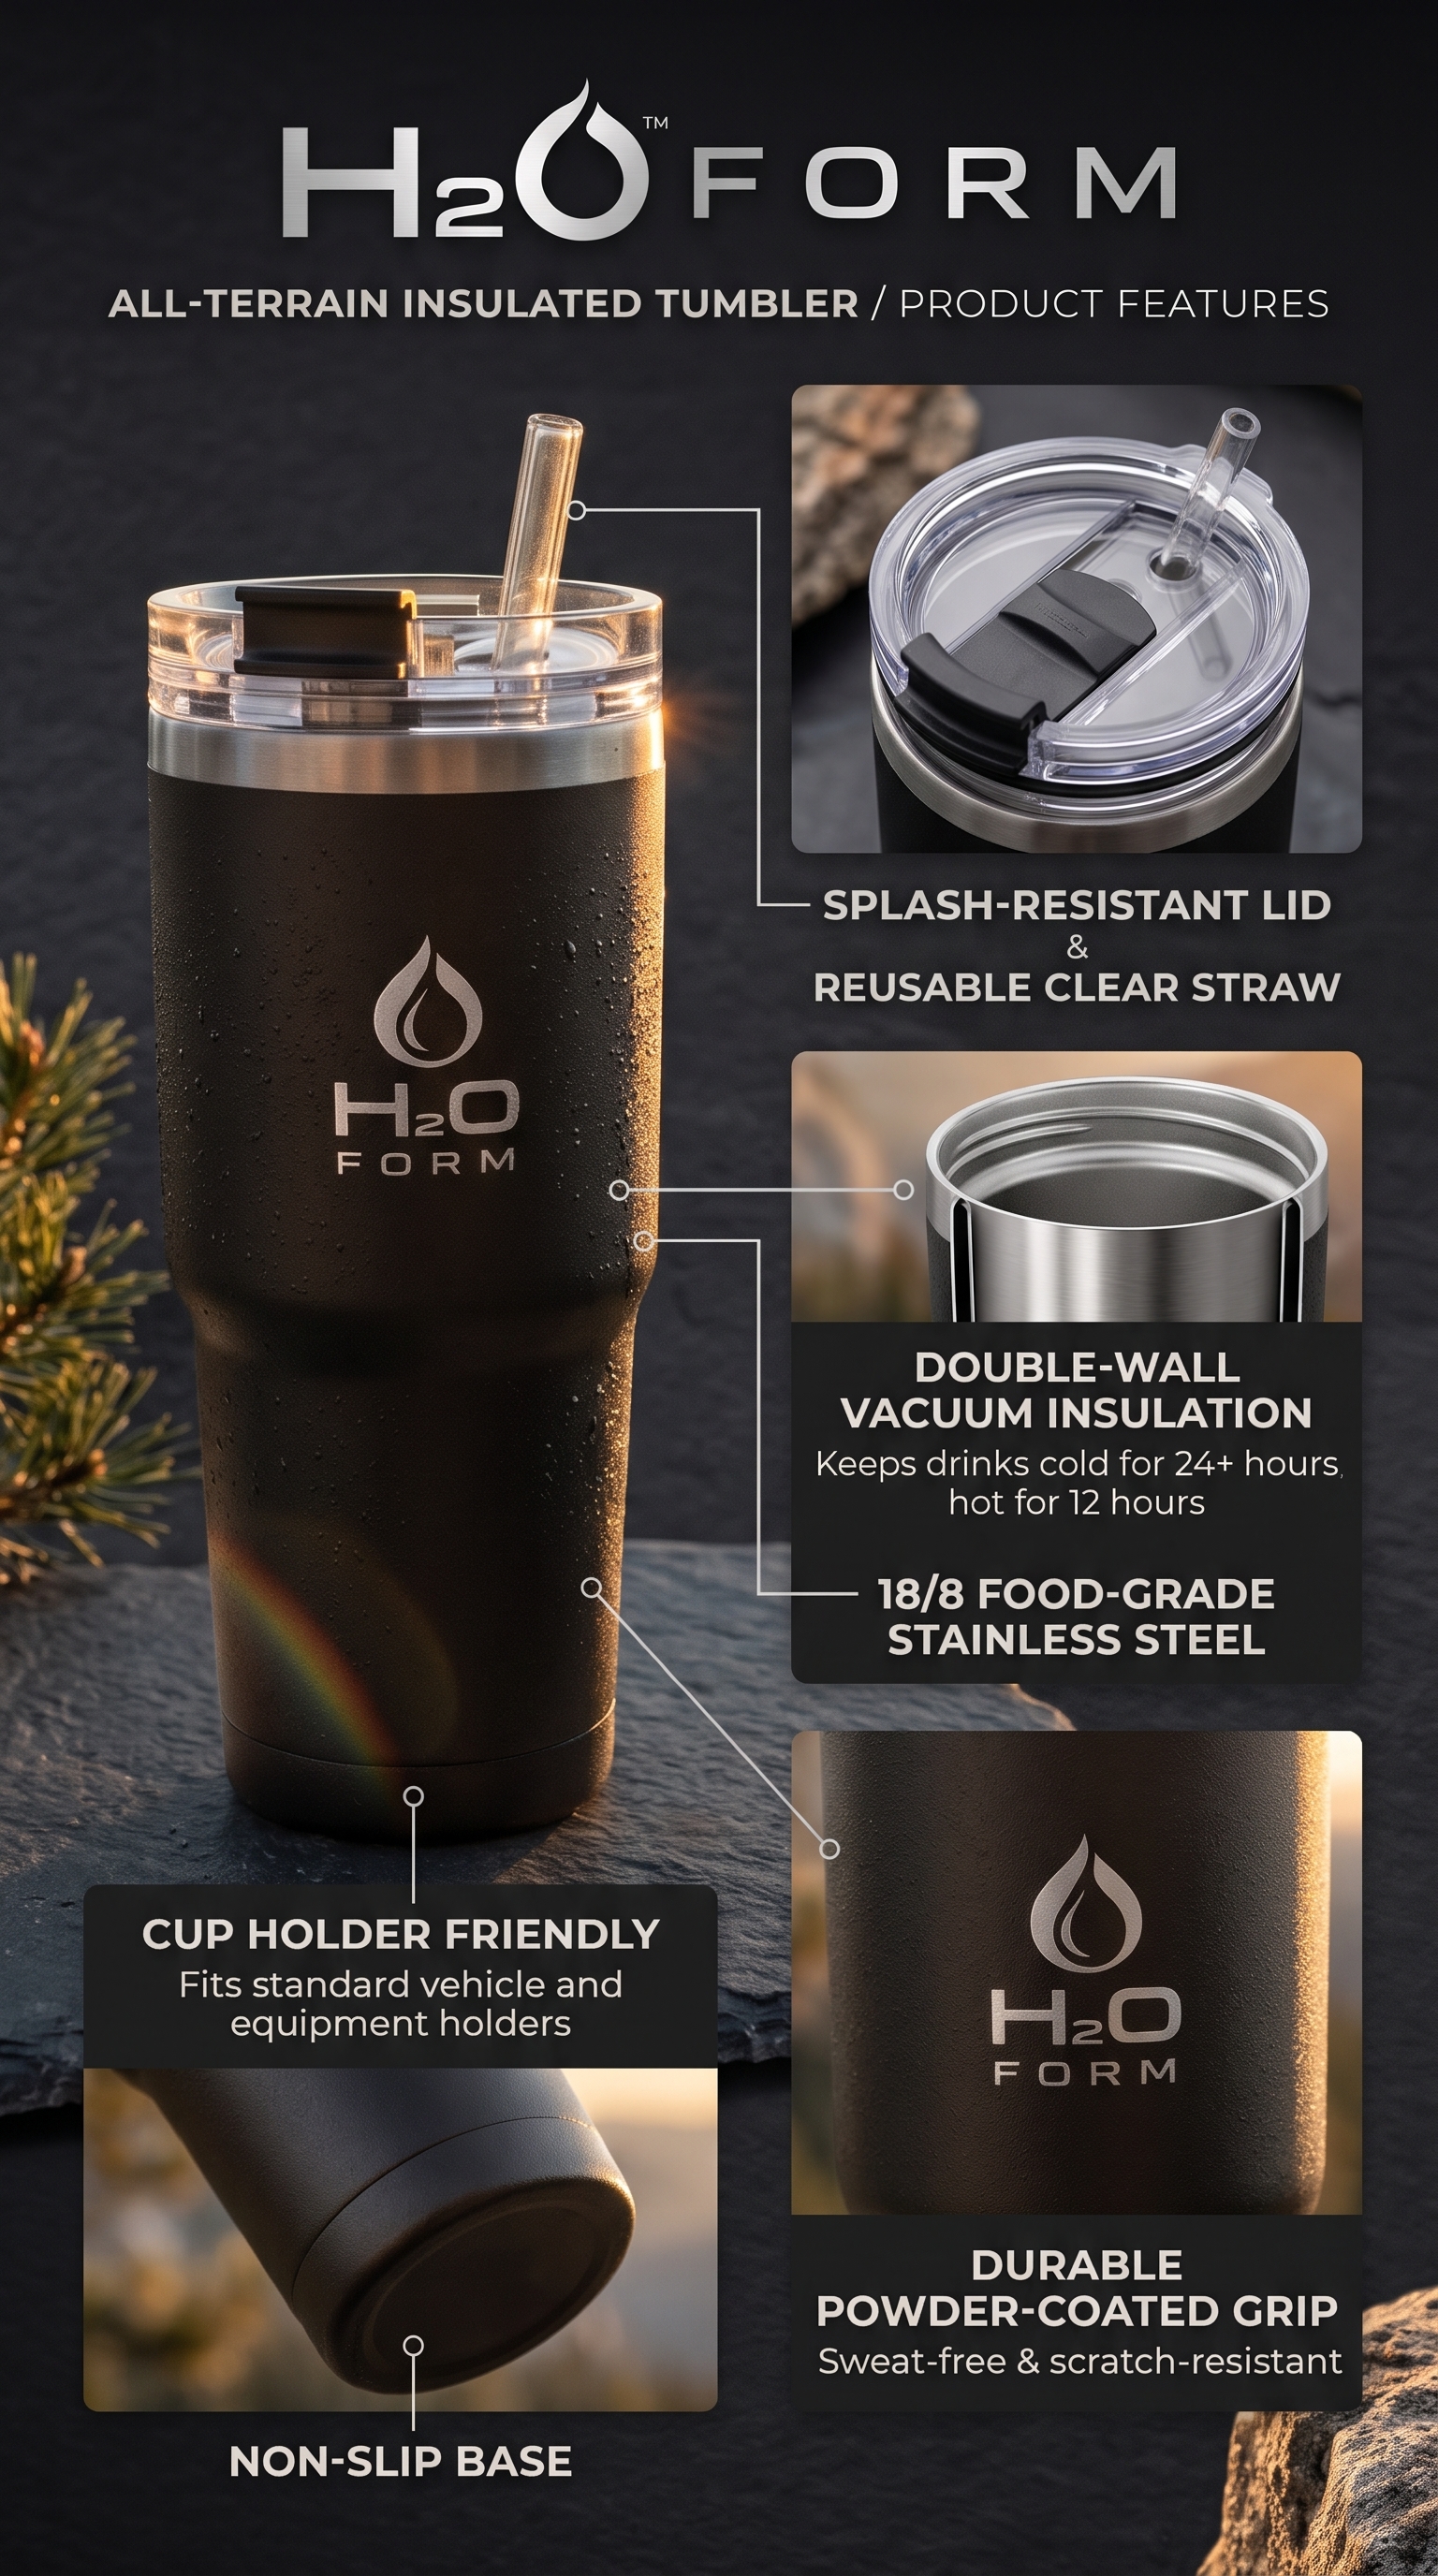 H2O™ FORM
ALL-TERRAIN INSULATED TUMBLER / PRODUCT FEATURES
SPLASH-RESISTANT LID
&
REUSABLE CLEAR STRAW
H2O
FORM
DOUBLE-WALL
VACUUM INSULATION
Keeps drinks cold for 24+ hours,
hot for 12 hours
18/8 FOOD-GRADE
STAINLESS STEEL
CUP HOLDER FRIENDLY
Fits standard vehicle and
equipment holders
H2O
FORM
DURABLE
POWDER-COATED GRIP
Sweat-free & scratch-resistant
NON-SLIP BASE